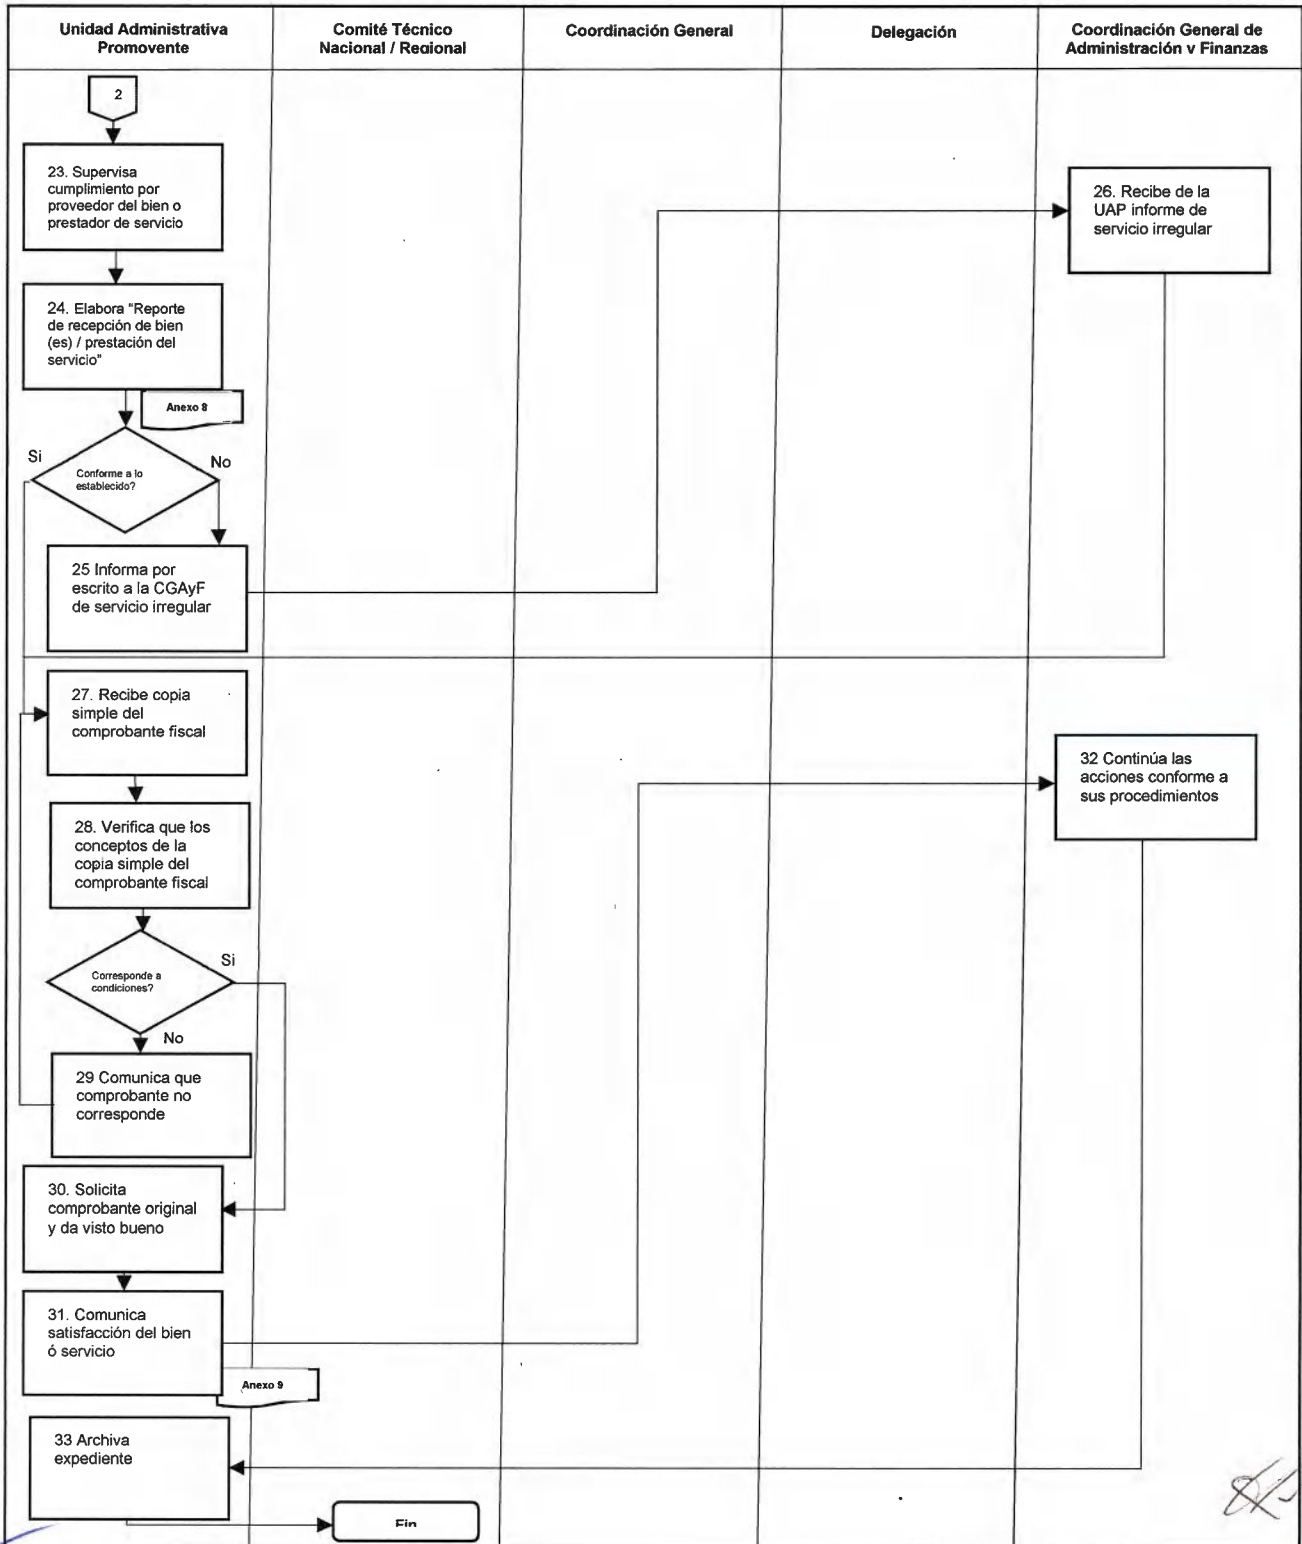 Unidad Administrativa
Promovente
Comité Técnico
Nacional / Regional
Coordinación General
Delegación
Coordinación General de
Administración v Finanzas
2
23. Supervisa
cumplimiento por
proveedor del bien o
prestador de servicio
26. Recibe de la
UAP informe de
servicio irregular
24. Elabora “Reporte
de recepción de bien
(es) / prestación del
servicio”
Anexo 8
Si
No
Conforme a lo
establecido?
25 Informa por
escrito a la CGAyF
de servicio irregular
27. Recibe copia
simple del
comprobante fiscal
32 Continúa las
acciones conforme a
sus procedimientos
28. Verifica que los
conceptos de la
copia simple del
comprobante fiscal
Si
Corresponde a
condiciones?
No
29 Comunica que
comprobante no
corresponde
30. Solicita
comprobante original
y da visto bueno
31. Comunica
satisfacción del bien
ó servicio
Anexo 9
33 Archiva
expediente
Fin